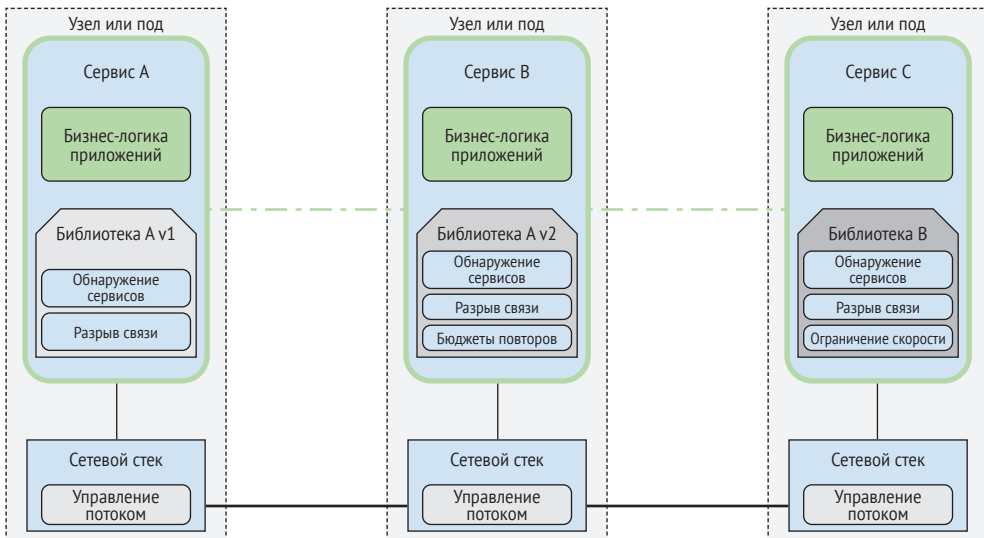 Узел или под
Сервис A
Бизнес-логика
приложений
Библиотека A v1
Обнаружение
сервисов
Разрыв связи
Сетевой стек
Управление
потоком
Узел или под
Сервис B
Бизнес-логика
приложений
Библиотека A v2
Обнаружение
сервисов
Разрыв связи
Бюджеты повторов
Сетевой стек
Управление
потоком
Узел или под
Сервис C
Бизнес-логика
приложений
Библиотека B
Обнаружение
сервисов
Разрыв связи
Ограничение скорости
Сетевой стек
Управление
потоком